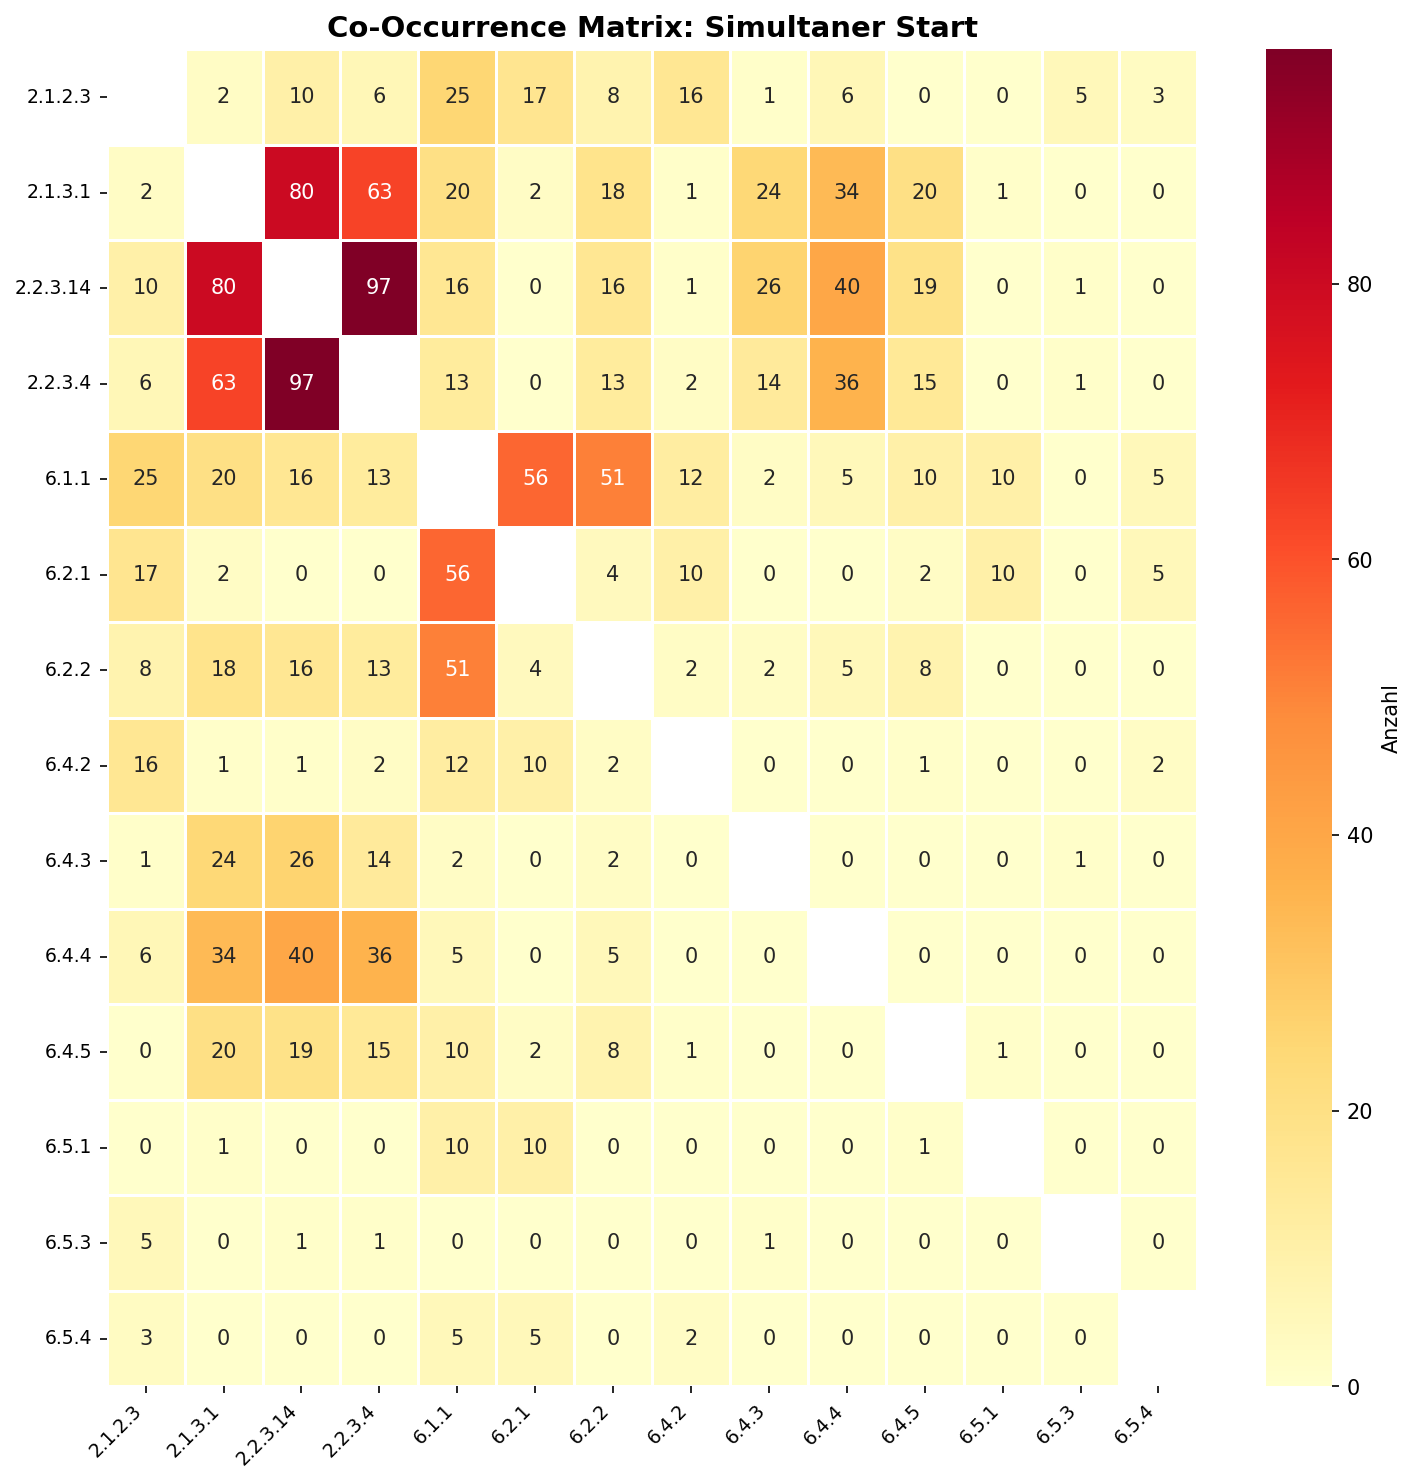 Co-Occurrence Matrix: Simultaner Start
2.1.2.3 2 10 6 25 17 8 16 1 6 0 0 5 3
2.1.3.1 2 80 63 20 2 18 1 24 34 20 1 0 0
2.2.3.14 10 80 97 16 0 16 1 26 40 19 0 1 0
2.2.3.4 6 63 97 13 0 13 2 14 36 15 0 1 0
6.1.1 25 20 16 13 56 51 12 2 5 10 10 0 5
6.2.1 17 2 0 0 56 4 10 0 0 2 10 0 5
6.2.2 8 18 16 13 51 4 2 2 5 8 0 0 0
6.4.2 16 1 1 2 12 10 2 0 0 1 0 0 2
6.4.3 1 24 26 14 2 0 2 0 0 0 0 1 0
6.4.4 6 34 40 36 5 0 5 0 0 0 0 0 0
6.4.5 0 20 19 15 10 2 8 1 0 0 1 0 0
6.5.1 0 1 0 0 10 10 0 0 0 0 1 0 0
6.5.3 5 0 1 1 0 0 0 0 1 0 0 0 0
6.5.4 3 0 0 0 5 5 0 2 0 0 0 0 0
2.1.2.3 2.1.3.1 2.2.3.14 2.2.3.4 6.1.1 6.2.1 6.2.2 6.4.2 6.4.3 6.4.4 6.4.5 6.5.1 6.5.3 6.5.4
80
60
40
20
0
Anzahl